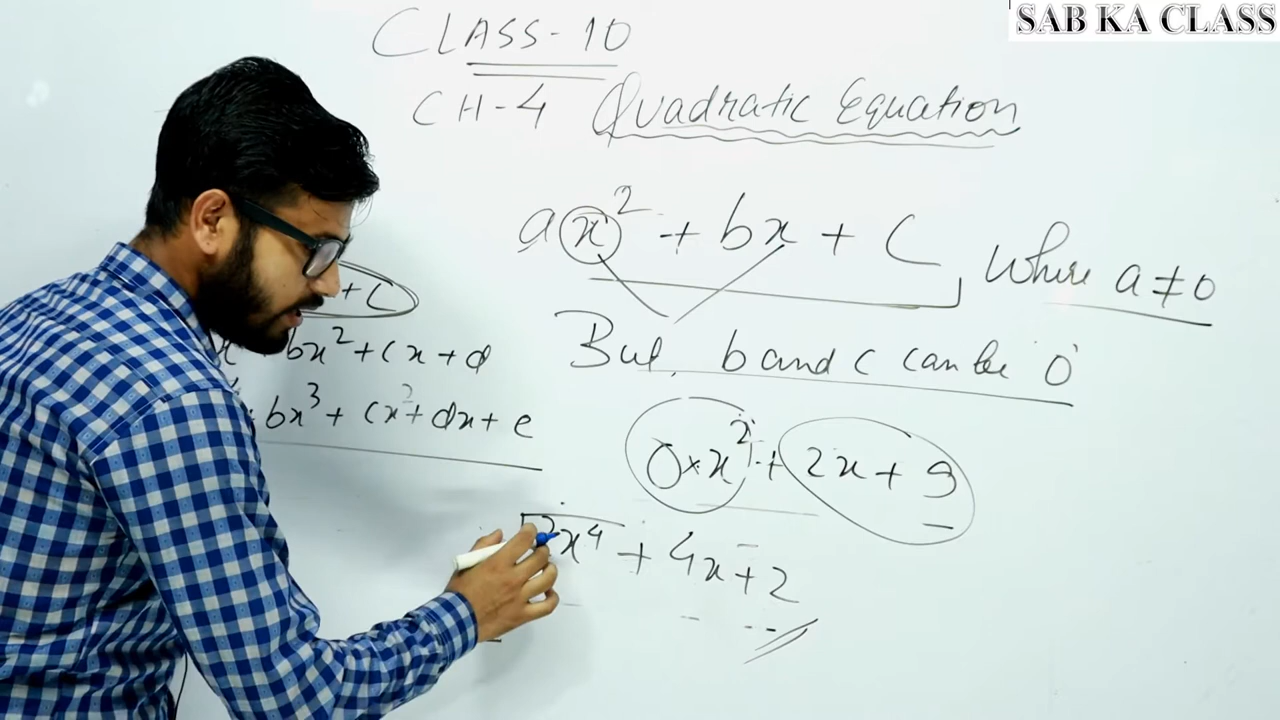 SAB KA CLASS
CLASS-10
CH-4 Quadratic Equation
ax² + bx + C Where a ≠ 0
+ C
bx² + Cx + d
But, b and c can be 0
bx³ + Cx² + dx + e
0×x² + 2x + 9
2x⁴ + 4x + 2